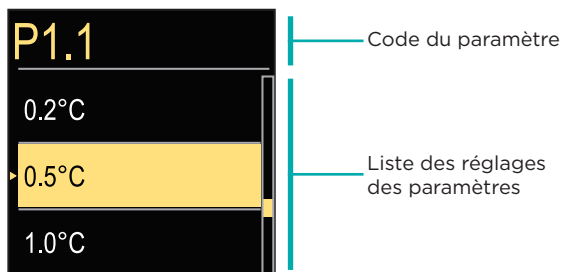 P1.1
Code du paramètre
0.2°C
0.5°C
Liste des réglages
des paramètres
1.0°C